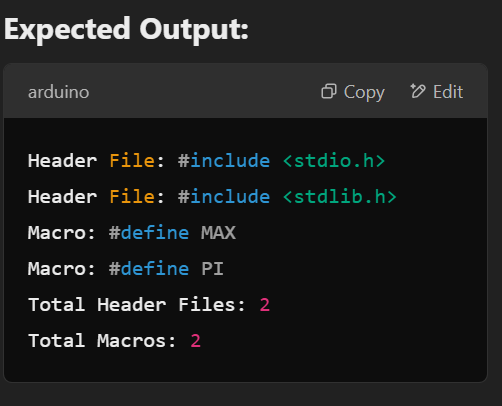 Expected Output:
arduino Copy Edit
Header File: #include <stdio.h>
Header File: #include <stdlib.h>
Macro: #define MAX
Macro: #define PI
Total Header Files: 2
Total Macros: 2